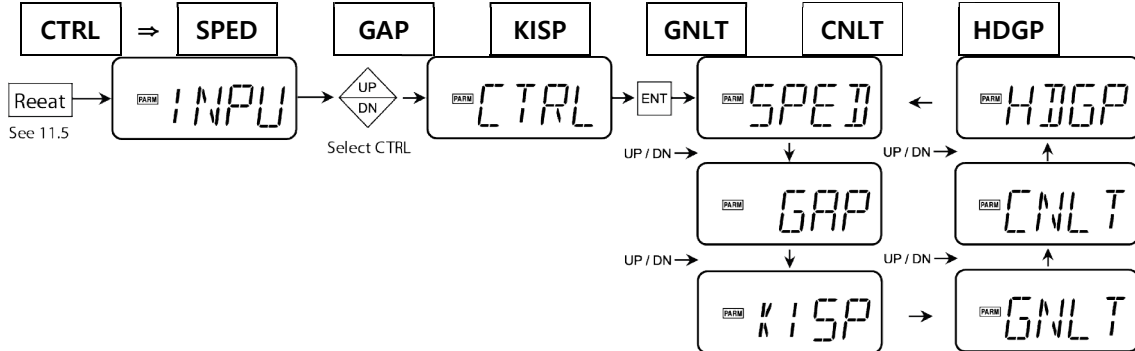 CTRL ⇒ SPED GAP KISP GNLT CNLT HDGP
Reeat PARM INPU UP DN PARM CTRL ENT PARM SPED ← PARM HDGP
See 11.5
Select CTRL
UP / DN UP / DN
PARM GAP PARM CNLT
UP / DN UP / DN
PARM KISP PARM GNLT